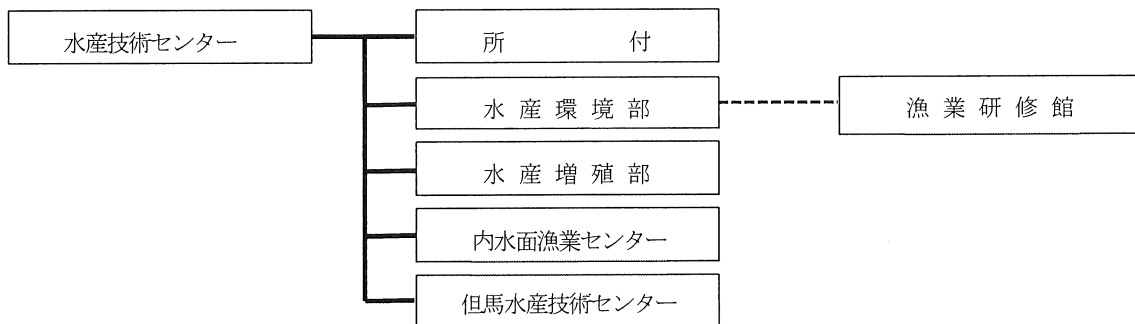 水産技術センター
所 付
水産環境部
漁業研修館
水産増殖部
内水面漁業センター
但馬水産技術センター